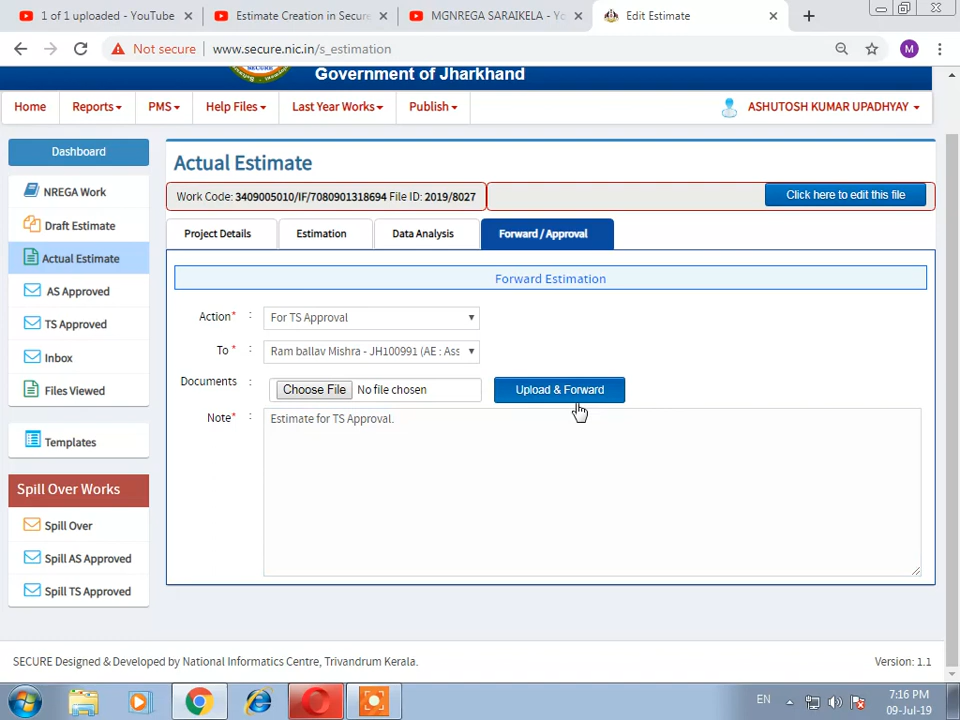 1 of 1 uploaded - YouTube
Estimate Creation in Secure
MGNREGA SARAIKELA - Yo
Edit Estimate
Not secure
www.secure.nic.in/s_estimation
M
Government of Jharkhand
Home
Reports
PMS
Help Files
Last Year Works
Publish
ASHUTOSH KUMAR UPADHYAY
Dashboard
NREGA Work
Draft Estimate
Actual Estimate
AS Approved
TS Approved
Inbox
Files Viewed
Templates
Spill Over Works
Spill Over
Spill AS Approved
Spill TS Approved
Actual Estimate
Work Code: 3409005010/IF/7080901318694 File ID: 2019/8027
Click here to edit this file
Project Details
Estimation
Data Analysis
Forward / Approval
Forward Estimation
Action* : For TS Approval
To * : Ram ballav Mishra - JH100991 (AE : Ass
Documents : Choose File No file chosen
Upload & Forward
Note* : Estimate for TS Approval.
SECURE Designed & Developed by National Informatics Centre, Trivandrum Kerala.
Version: 1.1
EN
7:16 PM
09-Jul-19